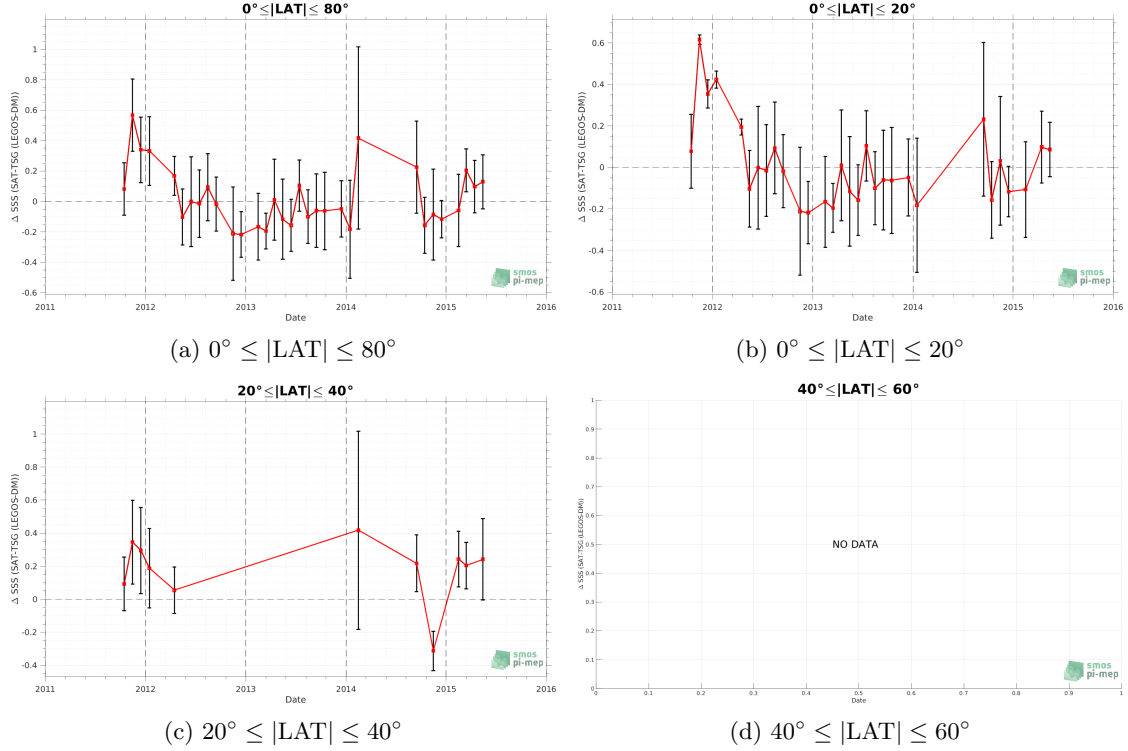 0°≤|LAT|≤ 80°
Δ SSS (SAT-TSG (LEGOS-DM))
1
0.8
0.6
0.4
0.2
0
-0.2
-0.4
-0.6
2011 2012 2013 2014 2015 2016
Date
smos
pi-mep
(a) 0° ≤ |LAT| ≤ 80°
0°≤|LAT|≤ 20°
Δ SSS (SAT-TSG (LEGOS-DM))
0.6
0.4
0.2
0
-0.2
-0.4
-0.6
2011 2012 2013 2014 2015 2016
Date
smos
pi-mep
(b) 0° ≤ |LAT| ≤ 20°
20°≤|LAT|≤ 40°
Δ SSS (SAT-TSG (LEGOS-DM))
1
0.8
0.6
0.4
0.2
0
-0.2
-0.4
2011 2012 2013 2014 2015 2016
Date
smos
pi-mep
(c) 20° ≤ |LAT| ≤ 40°
40°≤|LAT|≤ 60°
Δ SSS (SAT-TSG (LEGOS-DM))
1
0.9
0.8
0.7
0.6
0.5
0.4
0.3
0.2
0.1
0
NO DATA
0 0.1 0.2 0.3 0.4 0.5 0.6 0.7 0.8 0.9 1
Date
smos
pi-mep
(d) 40° ≤ |LAT| ≤ 60°